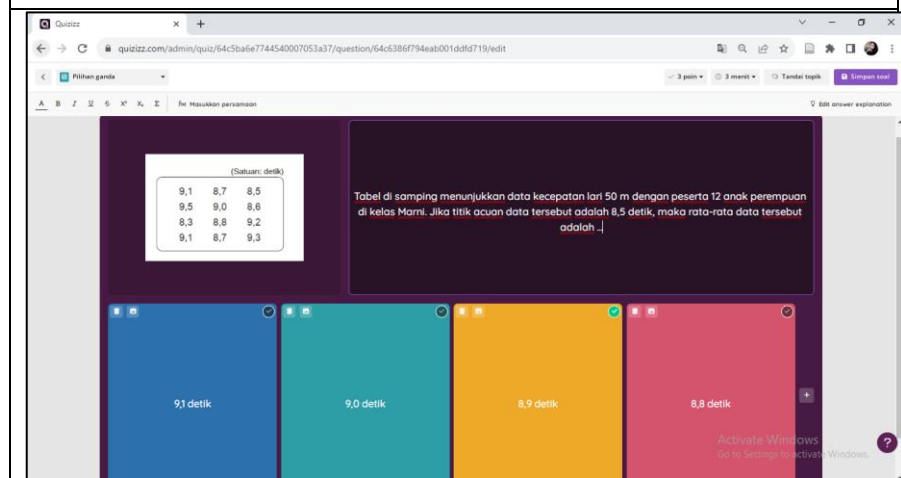 Quizizz
quizizz.com/admin/quiz/64c5ba6e7744540007053a37/question/64c6386f794eab001ddfd719/edit
Pilihan ganda
3 poin
3 menit
Tandai topik
Simpan soal
A B I U S X² X₂ Σ fx Masukkan persamaan
Edit answer explanation
(Satuan: detik)
9,1 8,7 8,5
9,5 9,0 8,6
8,3 8,8 9,2
9,1 8,7 9,3
Tabel di samping menunjukkan data kecepatan lari 50 m dengan peserta 12 anak perempuan
di kelas Marni. Jika titik acuan data tersebut adalah 8,5 detik, maka rata-rata data tersebut
adalah ...
9,1 detik
9,0 detik
8,9 detik
8,8 detik
Activate Windows
Go to Settings to activate Windows.